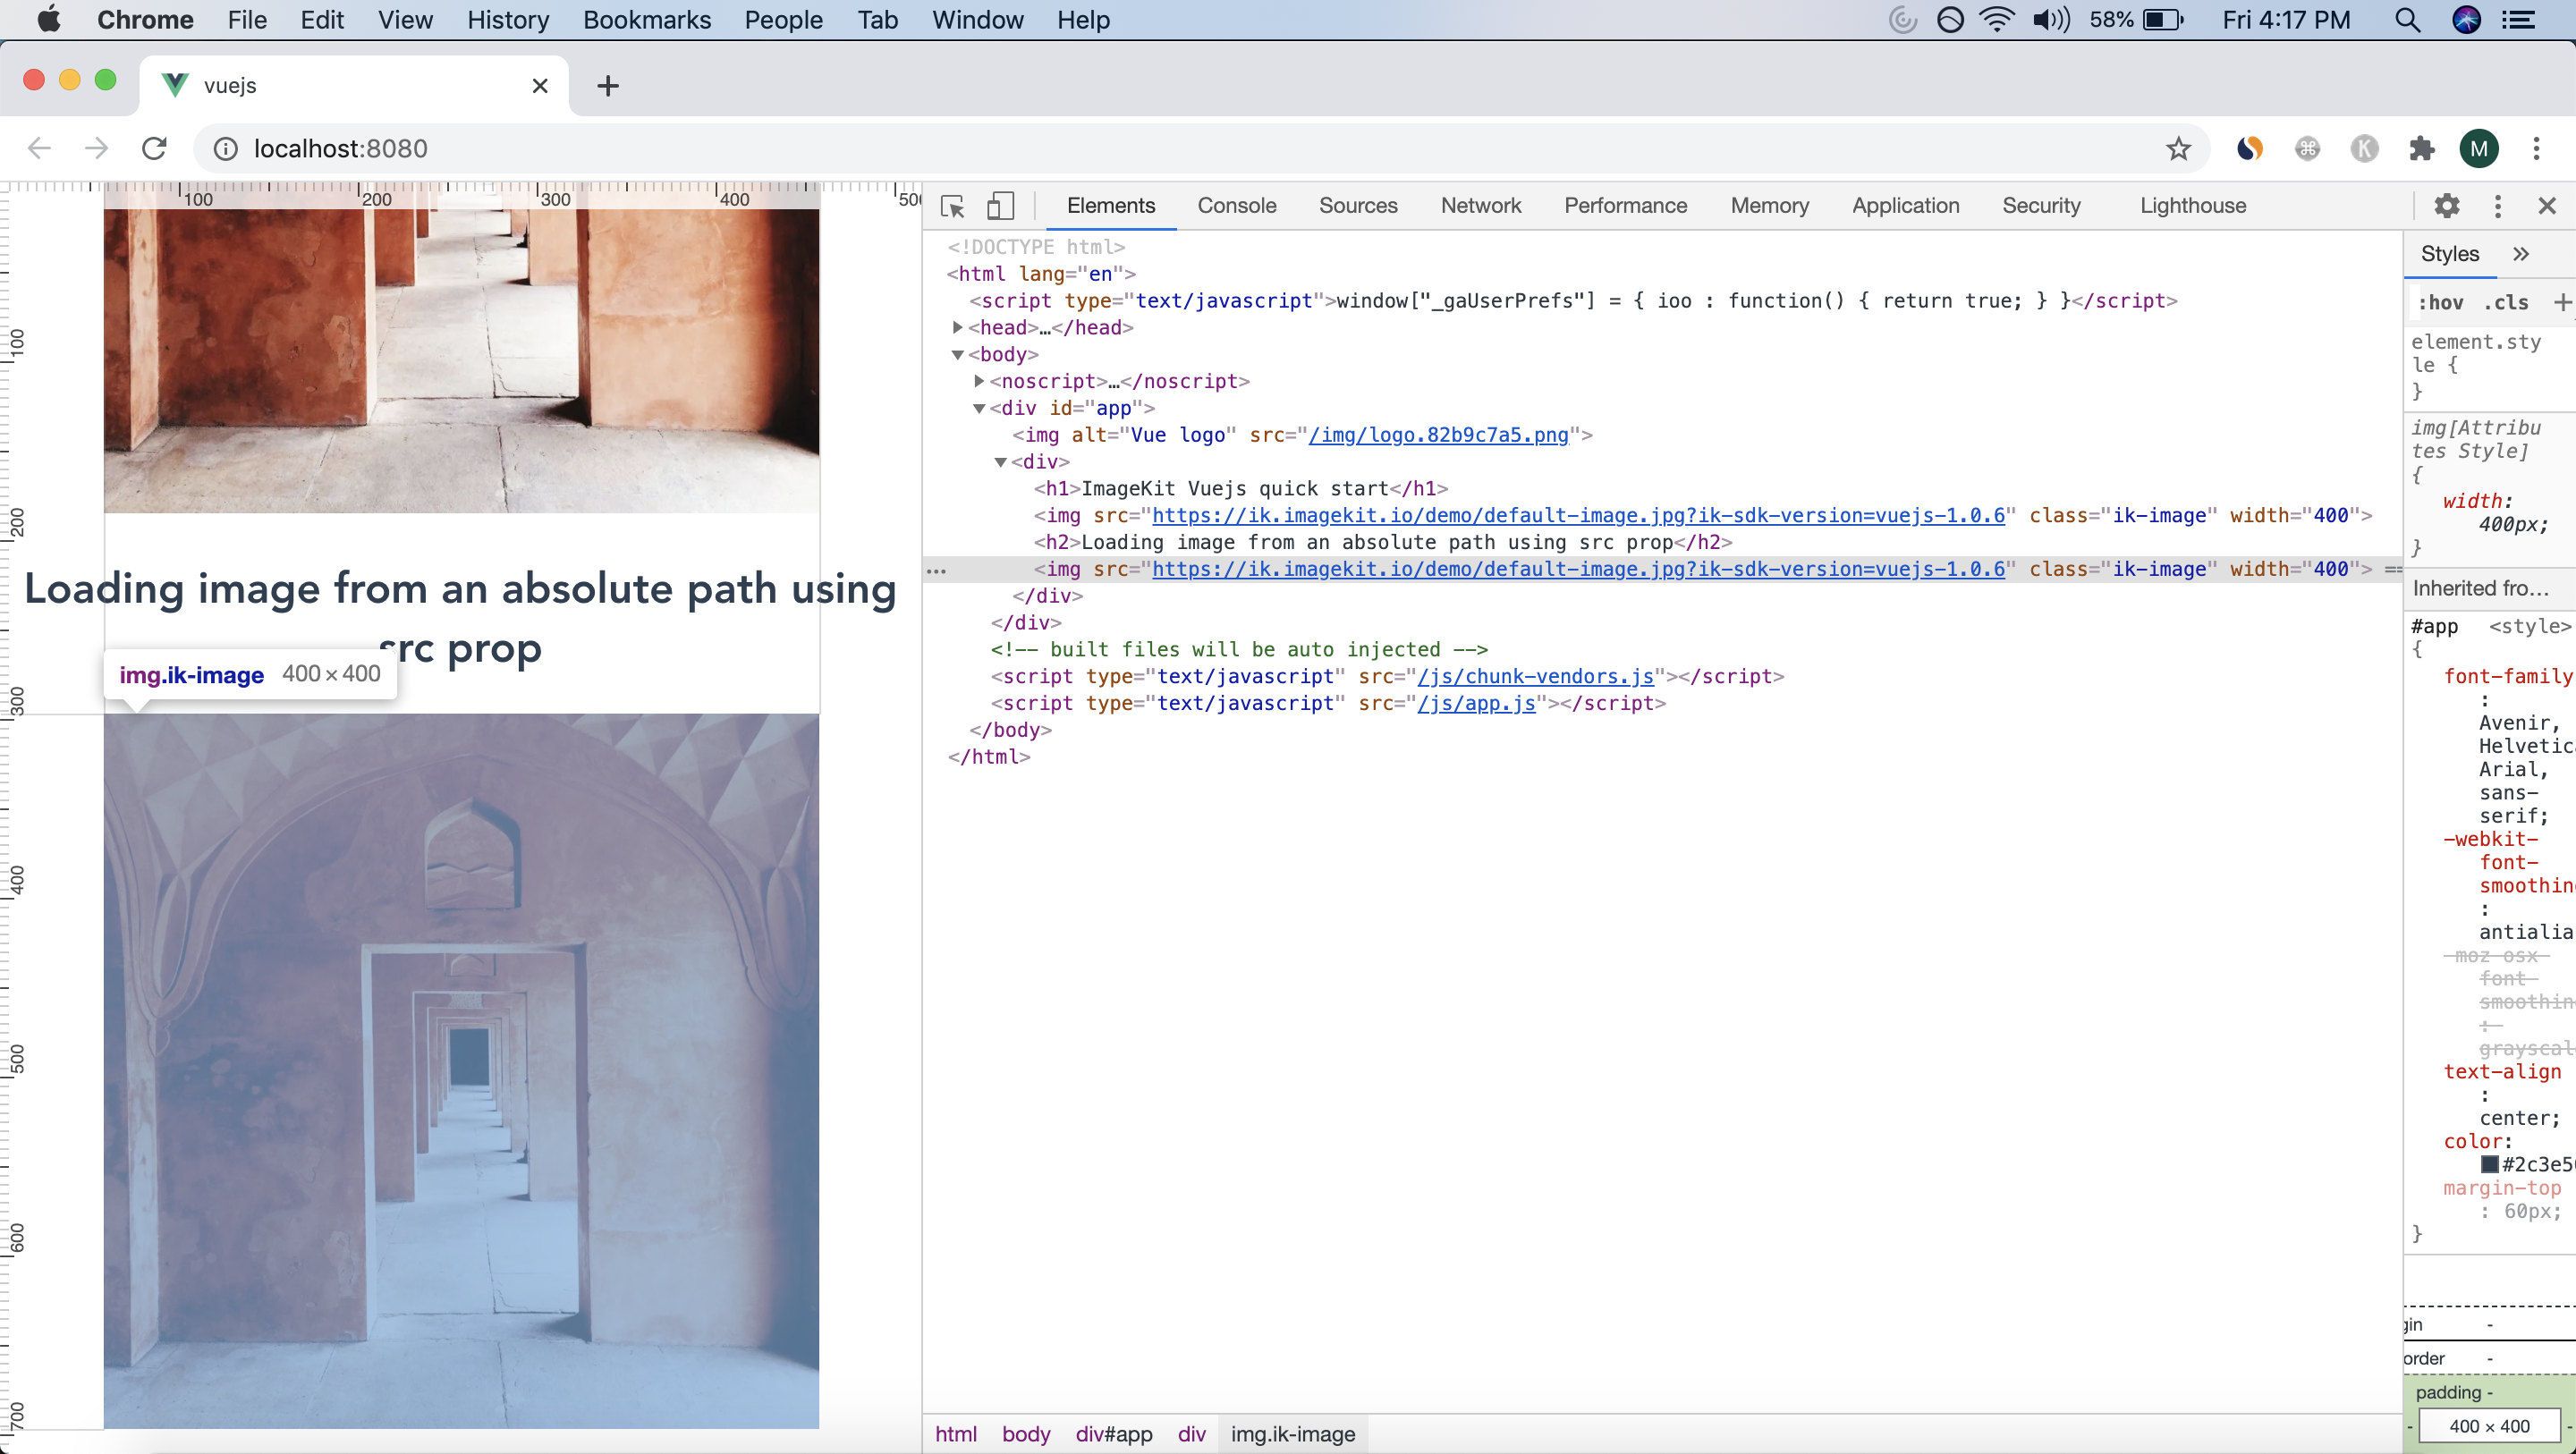 Chrome File Edit View History Bookmarks People Tab Window Help 58% Fri 4:17 PM
vuejs
localhost:8080 K M
100 200 300 400 500
100
200
300
400
500
600
700
Loading image from an absolute path using
src prop
img.ik-image 400×400
Elements Console Sources Network Performance Memory Application Security Lighthouse
<!DOCTYPE html>
<html lang="en">
<script type="text/javascript">window["_gaUserPrefs"] = { ioo : function() { return true; } }</script>
<head>…</head>
<body>
<noscript>…</noscript>
<div id="app">
<img alt="Vue logo" src="/img/logo.82b9c7a5.png">
<div>
<h1>ImageKit Vuejs quick start</h1>
<img src="https://ik.imagekit.io/demo/default-image.jpg?ik-sdk-version=vuejs-1.0.6" class="ik-image" width="400">
<h2>Loading image from an absolute path using src prop</h2>
… <img src="https://ik.imagekit.io/demo/default-image.jpg?ik-sdk-version=vuejs-1.0.6" class="ik-image" width="400"> ==
</div>
</div>
<!-- built files will be auto injected -->
<script type="text/javascript" src="/js/chunk-vendors.js"></script>
<script type="text/javascript" src="/js/app.js"></script>
</body>
</html>
html body div#app div img.ik-image
Styles »
:hov .cls +
element.sty
le {
}
img[Attribu
tes Style]
{
width:
400px;
}
Inherited fro…
#app <style>
{
font-family
:
Avenir,
Helvetic
Arial,
sans-
serif;
-webkit-
font-
smoothin
:
antialia
-moz-osx-
font-
smoothin
:
grayscal
text-align
:
center;
color:
#2c3e5
margin-top
: 60px;
}
gin -
order -
padding -
- 400 × 400 -